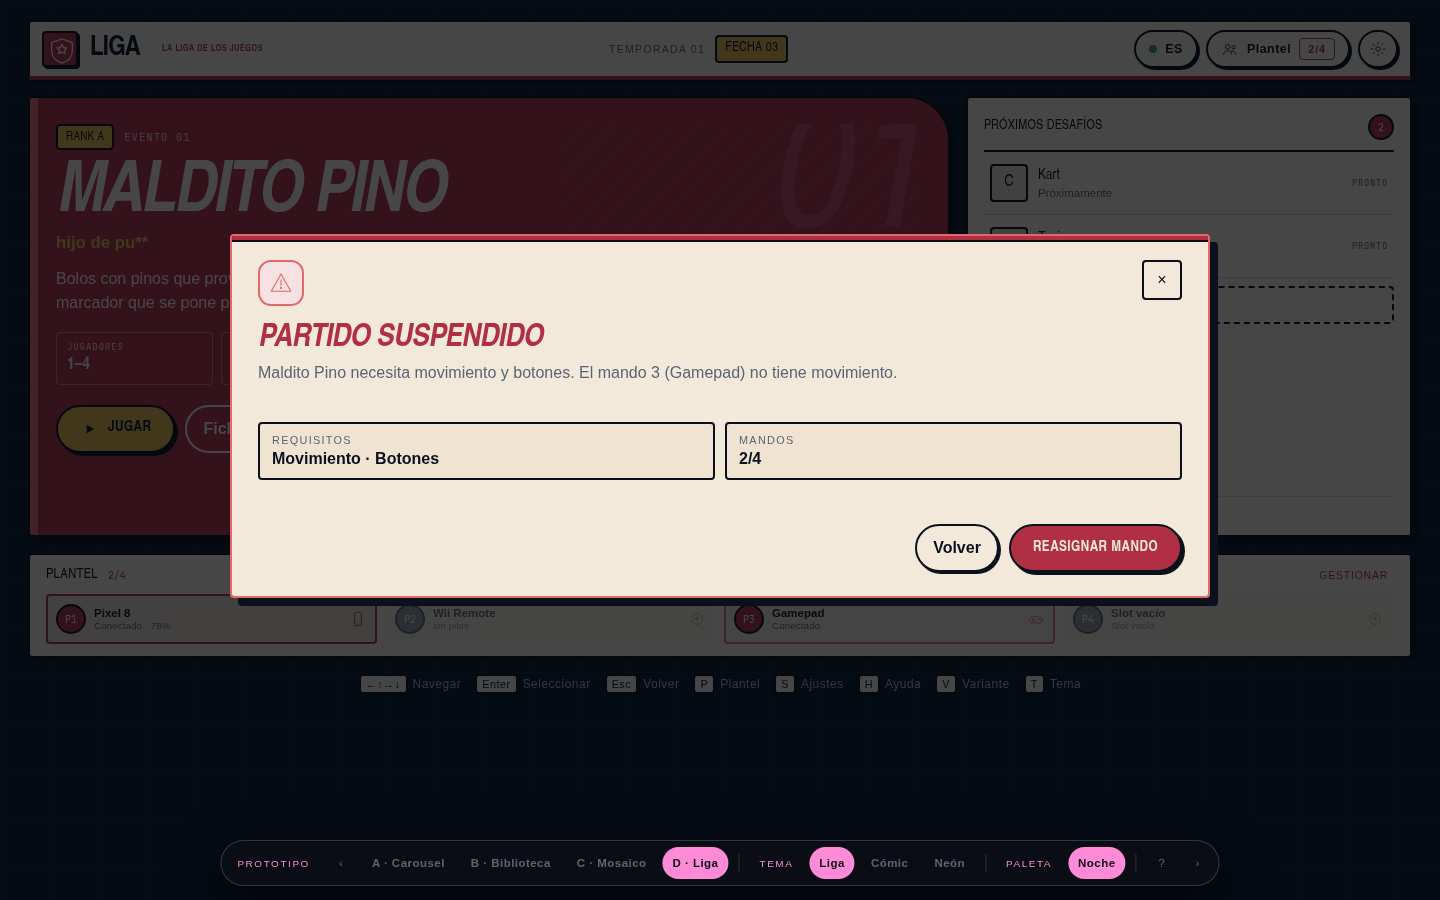 LIGA
LA LIGA DE LOS JUEGOS
TEMPORADA 01
FECHA 03
ES
Plantel 2/4
RANK A
EVENTO 01
01
MALDITO PINO
hijo de pu**
Bolos con pinos que
marcador que se pone
JUGADORES
1–4
JUGAR
PRÓXIMOS DESAFÍOS
2
C
Kart
Próximamente
PRONTO
PRONTO
PARTIDO SUSPENDIDO
×
Maldito Pino necesita movimiento y botones. El mando 3 (Gamepad) no tiene movimiento.
REQUISITOS
Movimiento · Botones
MANDOS
2/4
Volver
REASIGNAR MANDO
PLANTEL 2/4
GESTIONAR
P1
Pixel 8
Conectado · 78%
P2
Wii Remote
sin pilas
P3
Gamepad
Conectado
P4
Slot vacío
Slot vacío
←↑→↓ Navegar Enter Seleccionar Esc Volver P Plantel S Ajustes H Ayuda V Variante T Tema
PROTOTIPO ‹ A · Carousel B · Biblioteca C · Mosaico D · Liga TEMA Liga Cómic Neón PALETA Noche ? ›